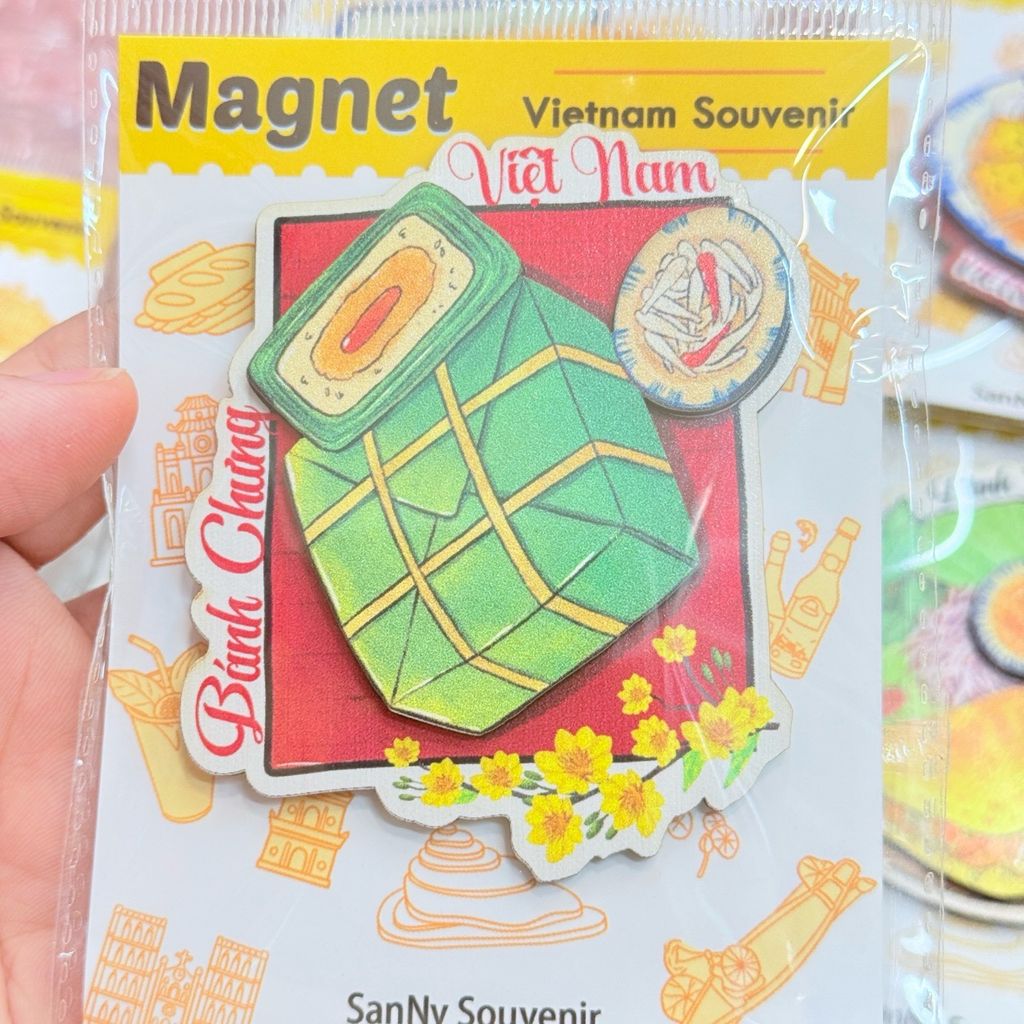 Magnet
Vietnam Souvenir
Việt Nam
Bánh Chưng
SanNy Souvenir